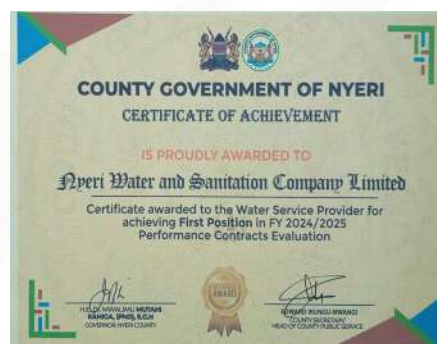 COUNTY GOVERNMENT OF NYERI
CERTIFICATE OF ACHIEVEMENT
IS PROUDLY AWARDED TO
Nyeri Water and Sanitation Company Limited
Certificate awarded to the Water Service Provider for
achieving First Position in FY 2024/2025
Performance Contracts Evaluation
AWARD
MUTAHI
KAHIGA, (PhD), E.G.H
GOVERNOR, NYERI COUNTY
MWANGI
COUNTY SECRETARY/
HEAD OF COUNTY PUBLIC SERVICE